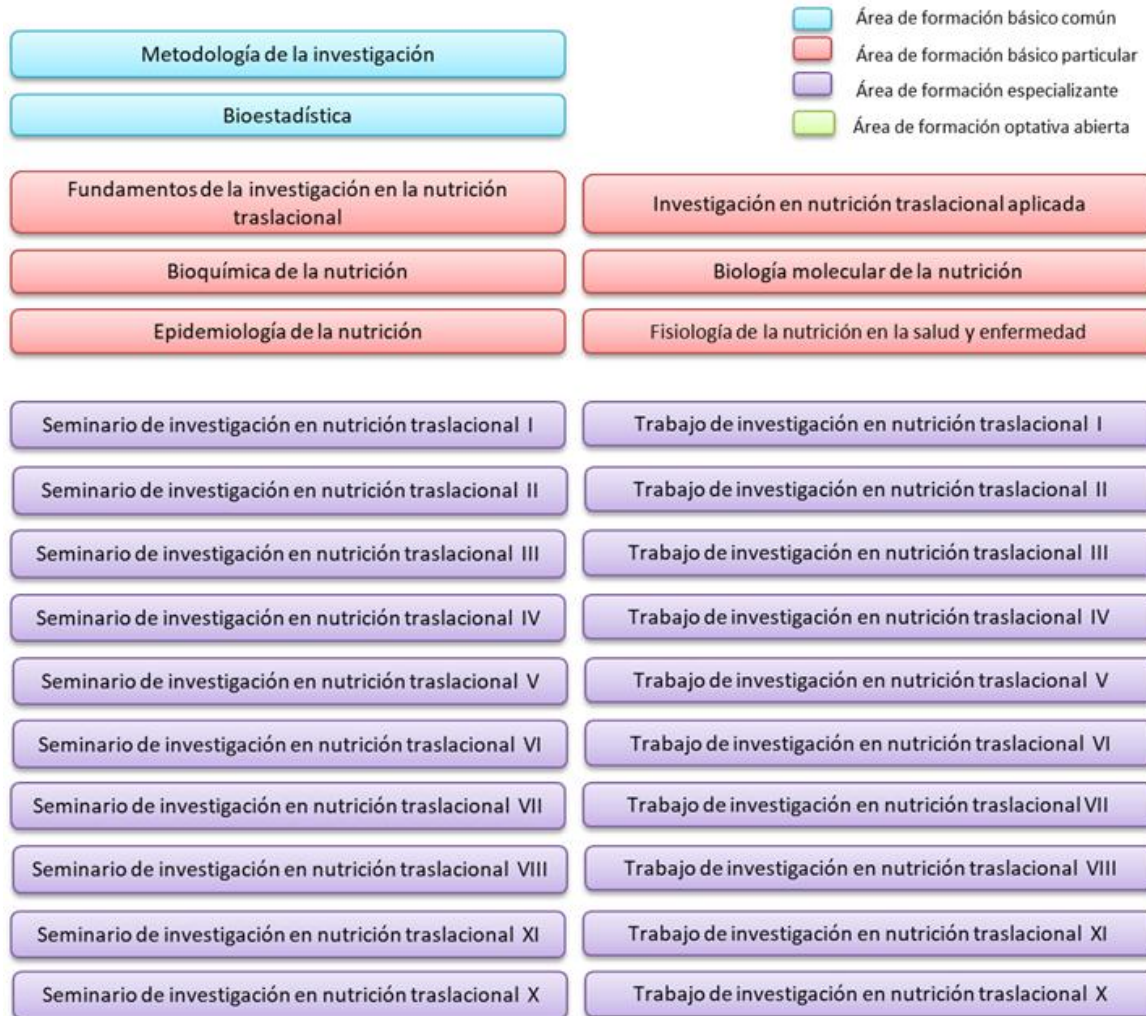 Área de formación básico común
Área de formación básico particular
Área de formación especializante
Área de formación optativa abierta
Metodología de la investigación
Bioestadística
Fundamentos de la investigación en la nutrición
traslacional
Investigación en nutrición traslacional aplicada
Bioquímica de la nutrición
Biología molecular de la nutrición
Epidemiología de la nutrición
Fisiología de la nutrición en la salud y enfermedad
Seminario de investigación en nutrición traslacional I
Trabajo de investigación en nutrición traslacional I
Seminario de investigación en nutrición traslacional II
Trabajo de investigación en nutrición traslacional II
Seminario de investigación en nutrición traslacional III
Trabajo de investigación en nutrición traslacional III
Seminario de investigación en nutrición traslacional IV
Trabajo de investigación en nutrición traslacional IV
Seminario de investigación en nutrición traslacional V
Trabajo de investigación en nutrición traslacional V
Seminario de investigación en nutrición traslacional VI
Trabajo de investigación en nutrición traslacional VI
Seminario de investigación en nutrición traslacional VII
Trabajo de investigación en nutrición traslacional VII
Seminario de investigación en nutrición traslacional VIII
Trabajo de investigación en nutrición traslacional VIII
Seminario de investigación en nutrición traslacional XI
Trabajo de investigación en nutrición traslacional XI
Seminario de investigación en nutrición traslacional X
Trabajo de investigación en nutrición traslacional X